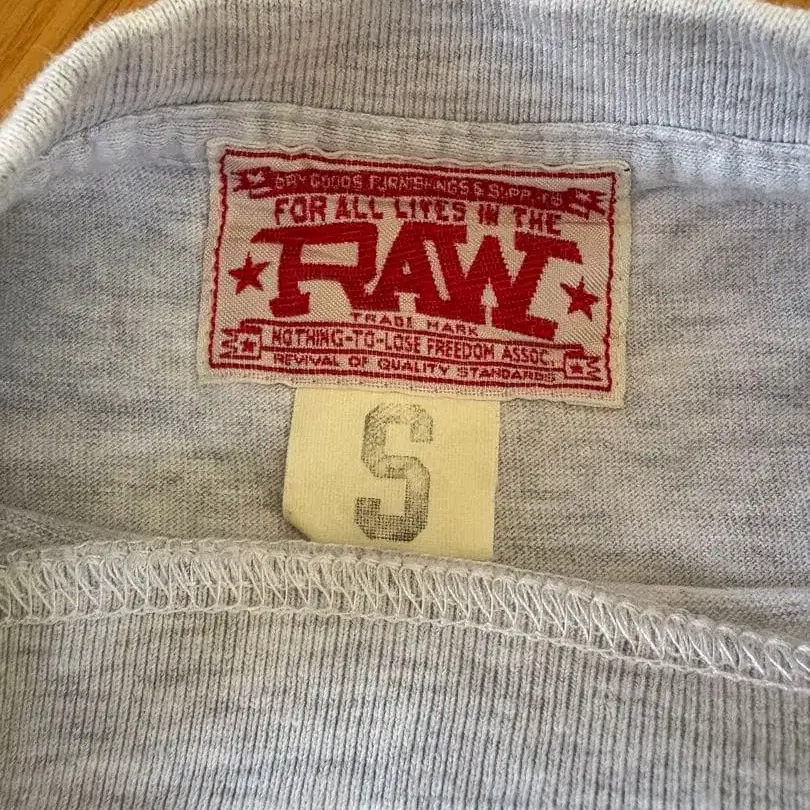 DRY GOODS FURNISHINGS &
FOR ALL LIVES IN THE
RAW
TRADE MARK
NOTHING-TO-LOSE FREEDOM ASSOC.
REVIVAL OF QUALITY STANDARDS
S